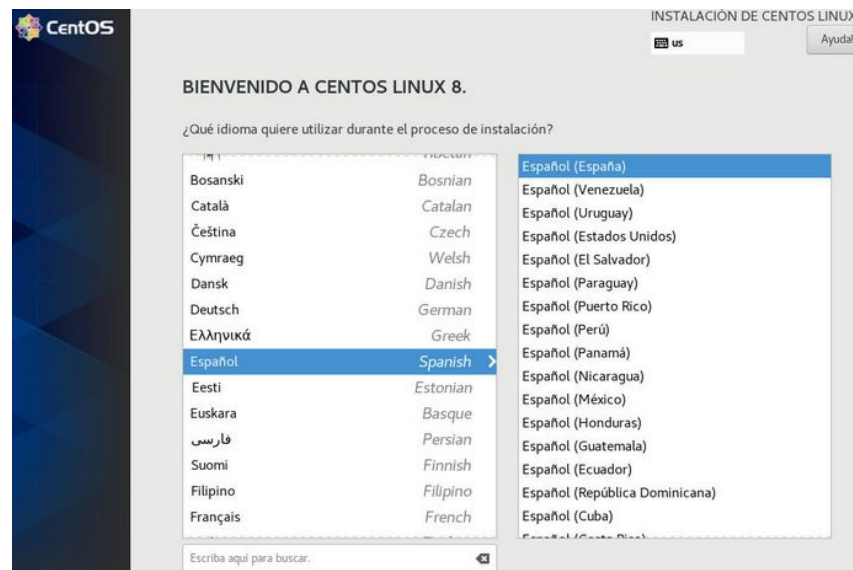 CentOS
INSTALACIÓN DE CENTOS LINUX
us
Ayuda!
BIENVENIDO A CENTOS LINUX 8.
¿Qué idioma quiere utilizar durante el proceso de instalación?
Bosanski Bosnian
Català Catalan
Čeština Czech
Cymraeg Welsh
Dansk Danish
Deutsch German
Ελληνικά Greek
Español Spanish
Eesti Estonian
Euskara Basque
فارسی Persian
Suomi Finnish
Filipino Filipino
Français French
Escriba aquí para buscar.
Español (España)
Español (Venezuela)
Español (Uruguay)
Español (Estados Unidos)
Español (El Salvador)
Español (Paraguay)
Español (Puerto Rico)
Español (Perú)
Español (Panamá)
Español (Nicaragua)
Español (México)
Español (Honduras)
Español (Guatemala)
Español (Ecuador)
Español (República Dominicana)
Español (Cuba)